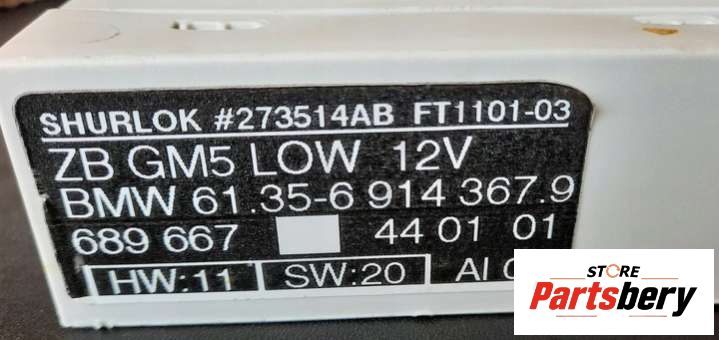 SHURLOK #273514AB FT1101-03
ZB GM5 LOW 12V
BMW 61.35-6 914 367.9
689 667 44 01 01
HW:11 SW:20 AI
STORE
Partsbery